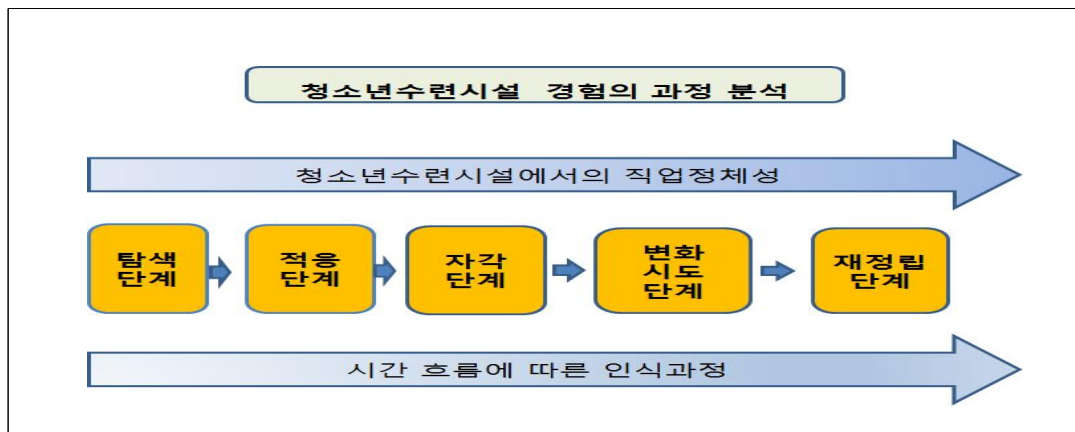 청소년수련시설 경험의 과정 분석
청소년수련시설에서의 직업정체성
탐색
단계
적응
단계
자각
단계
변화
시도
단계
재정립
단계
시간 흐름에 따른 인식과정